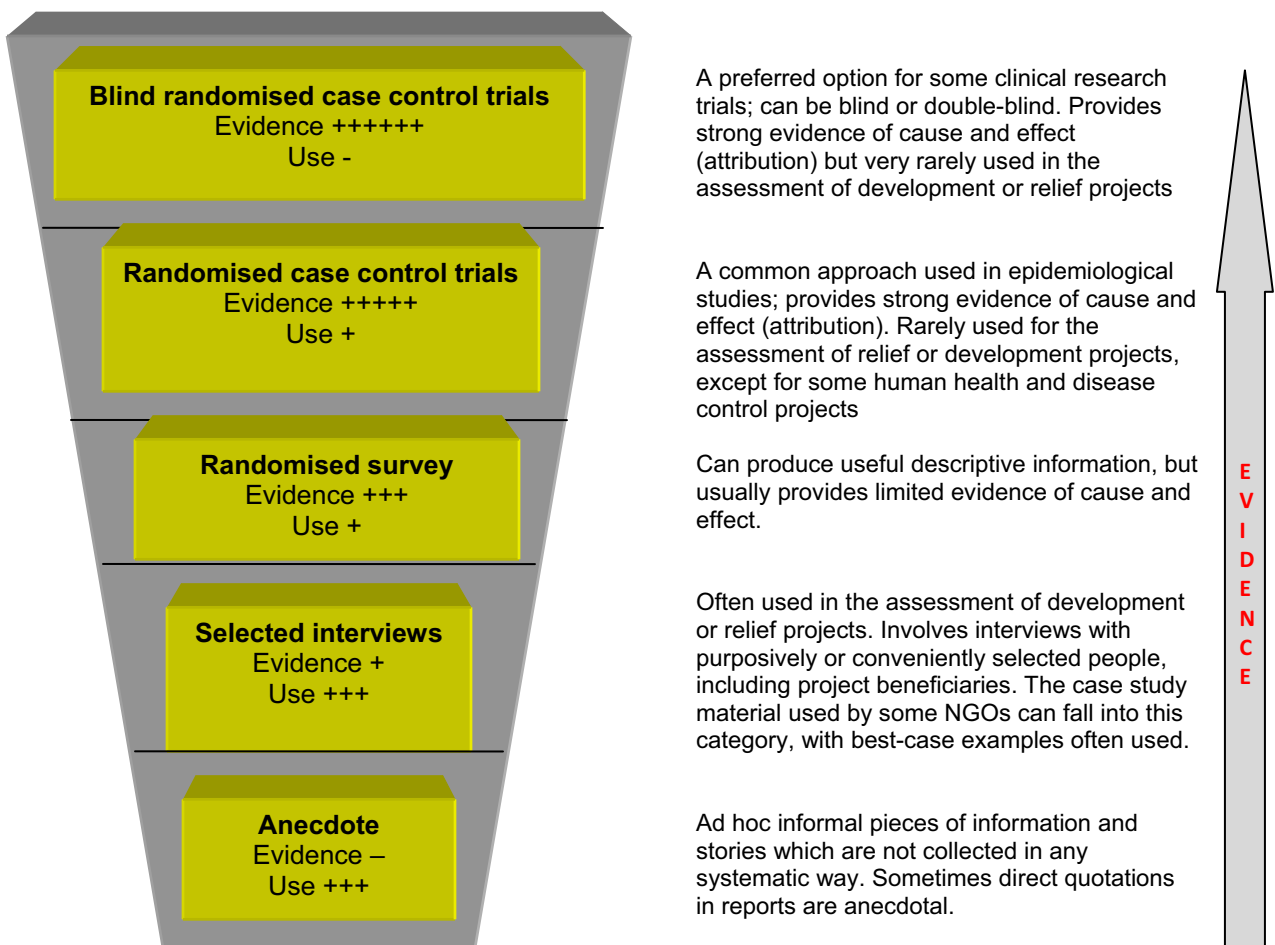 Blind randomised case control trials
Evidence ++++++
Use -
A preferred option for some clinical research
trials; can be blind or double-blind. Provides
strong evidence of cause and effect
(attribution) but very rarely used in the
assessment of development or relief projects
Randomised case control trials
Evidence +++++
Use +
A common approach used in epidemiological
studies; provides strong evidence of cause and
effect (attribution). Rarely used for the
assessment of relief or development projects,
except for some human health and disease
control projects
Randomised survey
Evidence +++
Use +
Can produce useful descriptive information, but
usually provides limited evidence of cause and
effect.
Selected interviews
Evidence +
Use +++
Often used in the assessment of development
or relief projects. Involves interviews with
purposively or conveniently selected people,
including project beneficiaries. The case study
material used by some NGOs can fall into this
category, with best-case examples often used.
Anecdote
Evidence –
Use +++
Ad hoc informal pieces of information and
stories which are not collected in any
systematic way. Sometimes direct quotations
in reports are anecdotal.
E
V
I
D
E
N
C
E